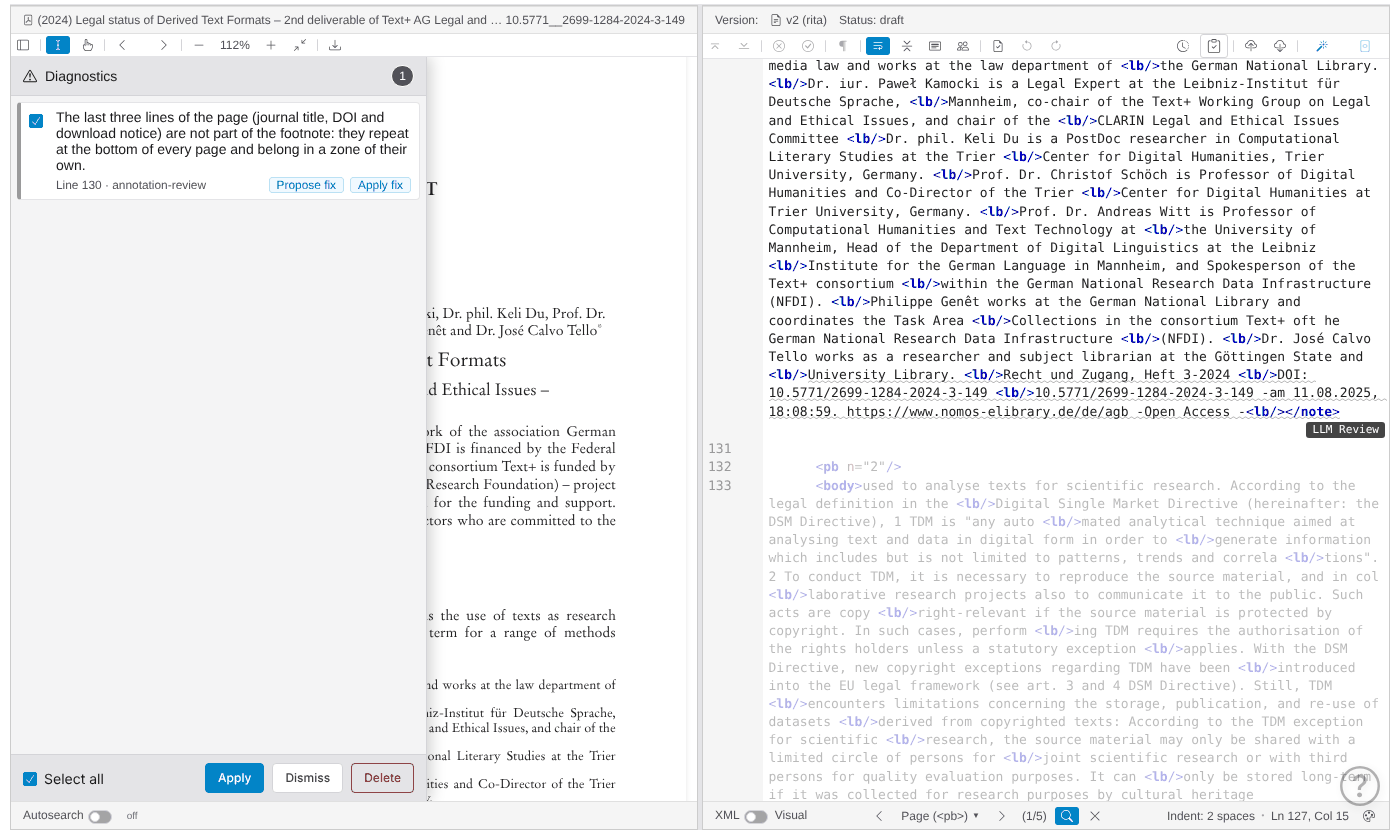 (2024) Legal status of Derived Text Formats – 2nd deliverable of Text+ AG Legal and … 10.5771__2699-1284-2024-3-149
112%
Diagnostics
1
The last three lines of the page (journal title, DOI and
download notice) are not part of the footnote: they repeat
at the bottom of every page and belong in a zone of their
own.
Line 130 · annotation-review
Propose fix
Apply fix
T
ki, Dr. phil. Keli Du, Prof. Dr.
nêt and Dr. José Calvo Tello*
t Formats
d Ethical Issues –
ork of the association German
FDI is financed by the Federal
consortium Text+ is funded by
Research Foundation) – project
for the funding and support.
ctors who are committed to the
s the use of texts as research
term for a range of methods
nd works at the law department of
niz-Institut für Deutsche Sprache,
and Ethical Issues, and chair of the
onal Literary Studies at the Trier
ities and Co-Director of the Trier
Select all
Apply
Dismiss
Delete
Autosearch
off
Version:
v2 (rita)
Status: draft
media law and works at the law department of <lb/>the German National Library.
<lb/>Dr. iur. Paweł Kamocki is a Legal Expert at the Leibniz-Institut für
Deutsche Sprache, <lb/>Mannheim, co-chair of the Text+ Working Group on Legal
and Ethical Issues, and chair of the <lb/>CLARIN Legal and Ethical Issues
Committee <lb/>Dr. phil. Keli Du is a PostDoc researcher in Computational
Literary Studies at the Trier <lb/>Center for Digital Humanities, Trier
University, Germany. <lb/>Prof. Dr. Christof Schöch is Professor of Digital
Humanities and Co-Director of the Trier <lb/>Center for Digital Humanities at
Trier University, Germany. <lb/>Prof. Dr. Andreas Witt is Professor of
Computational Humanities and Text Technology at <lb/>the University of
Mannheim, Head of the Department of Digital Linguistics at the Leibniz
<lb/>Institute for the German Language in Mannheim, and Spokesperson of the
Text+ consortium <lb/>within the German National Research Data Infrastructure
(NFDI). <lb/>Philippe Genêt works at the German National Library and
coordinates the Task Area <lb/>Collections in the consortium Text+ oft he
German National Research Data Infrastructure <lb/>(NFDI). <lb/>Dr. José Calvo
Tello works as a researcher and subject librarian at the Göttingen State and
<lb/>University Library. <lb/>Recht und Zugang, Heft 3-2024 <lb/>DOI:
10.5771/2699-1284-2024-3-149 <lb/>10.5771/2699-1284-2024-3-149 -am 11.08.2025,
18:08:59. https://www.nomos-elibrary.de/de/agb -Open Access -<lb/></note>
LLM Review
131
132 <pb n="2"/>
133 <body>used to analyse texts for scientific research. According to the
legal definition in the <lb/>Digital Single Market Directive (hereinafter: the
DSM Directive), 1 TDM is "any auto <lb/>mated analytical technique aimed at
analysing text and data in digital form in order to <lb/>generate information
which includes but is not limited to patterns, trends and correla <lb/>tions".
2 To conduct TDM, it is necessary to reproduce the source material, and in col
<lb/>laborative research projects also to communicate it to the public. Such
acts are copy <lb/>right-relevant if the source material is protected by
copyright. In such cases, perform <lb/>ing TDM requires the authorisation of
the rights holders unless a statutory exception <lb/>applies. With the DSM
Directive, new copyright exceptions regarding TDM have been <lb/>introduced
into the EU legal framework (see art. 3 and 4 DSM Directive). Still, TDM
<lb/>encounters limitations concerning the storage, publication, and re-use of
datasets <lb/>derived from copyrighted texts: According to the TDM exception
for scientific <lb/>research, the source material may only be shared with a
limited circle of persons for <lb/>joint scientific research or with third
persons for quality evaluation purposes. It can <lb/>only be stored long-term
if it was collected for research purposes by cultural heritage
?
XML
Visual
Page (<pb>)
(1/5)
Indent: 2 spaces · Ln 127, Col 15